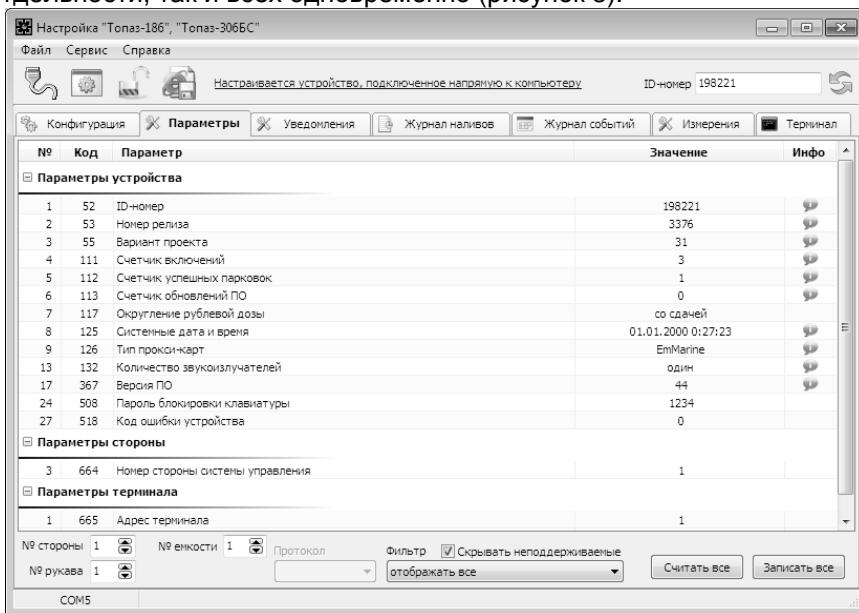 так и всех одновременно (рисунок 8).
Настройка "Топаз-186", "Топаз-306БС"
Файл Сервис Справка
Настраивается устройство, подключенное напрямую к компьютеру ID-номер 198221
Конфигурация Параметры Уведомления Журнал наливов Журнал событий Измерения Терминал
№ Код Параметр Значение Инфо
Параметры устройства
1 52 ID-номер 198221
2 53 Номер релиза 3376
3 55 Вариант проекта 31
4 111 Счетчик включений 3
5 112 Счетчик успешных парковок 1
6 113 Счетчик обновлений ПО 0
7 117 Округление рублевой дозы со сдачей
8 125 Системные дата и время 01.01.2000 0:27:23
9 126 Тип прокси-карт EmMarine
13 132 Количество звукоизлучателей один
17 367 Версия ПО 44
24 508 Пароль блокировки клавиатуры 1234
27 518 Код ошибки устройства 0
Параметры стороны
3 664 Номер стороны системы управления 1
Параметры терминала
1 665 Адрес терминала 1
№ стороны 1 № емкости 1 Протокол Фильтр Скрывать неподдерживаемые
№ рукава 1 отображать все Считать все Записать все
COM5